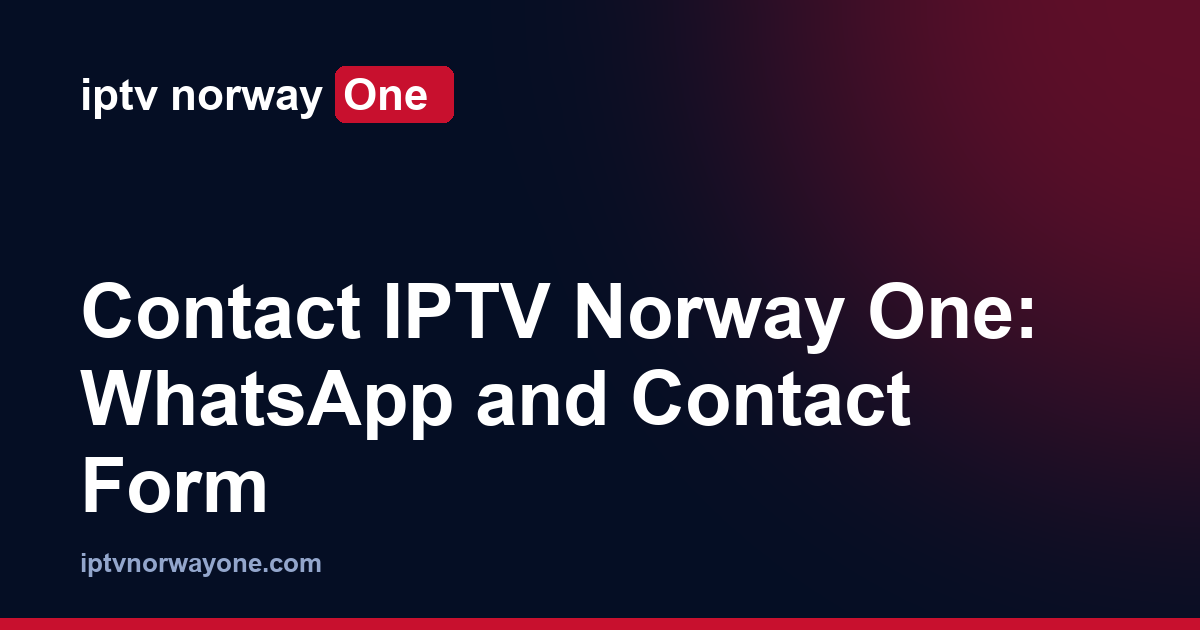 iptv norway One
Contact IPTV Norway One:
WhatsApp and Contact
Form
iptvnorwayone.com